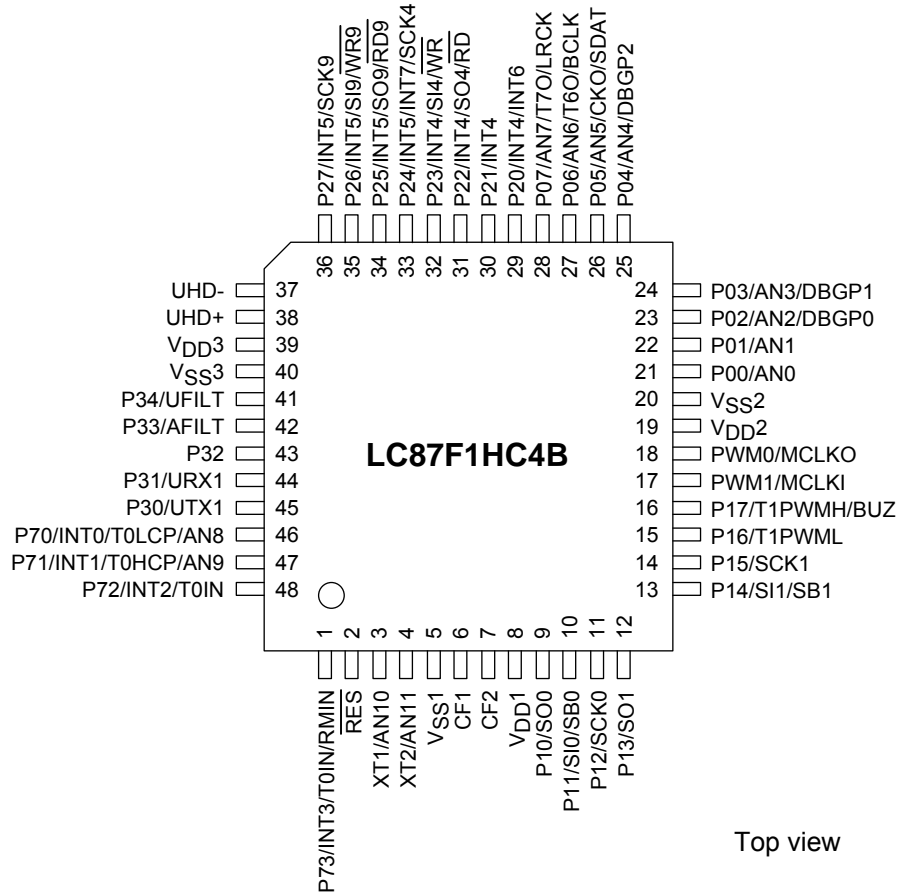 P27/INT5/SCK9
P26/INT5/SI9/WR9
P25/INT5/SO9/RD9
P24/INT5/INT7/SCK4
P23/INT4/SI4/WR
P22/INT4/SO4/RD
P21/INT4
P20/INT4/INT6
P07/AN7/T7O/LRCK
P06/AN6/T6O/BCLK
P05/AN5/CKO/SDAT
P04/AN4/DBGP2
36 35 34 33 32 31 30 29 28 27 26 25
UHD- 37
UHD+ 38
VDD3 39
VSS3 40
P34/UFILT 41
P33/AFILT 42
P32 43
P31/URX1 44
P30/UTX1 45
P70/INT0/T0LCP/AN8 46
P71/INT1/T0HCP/AN9 47
P72/INT2/T0IN 48
LC87F1HC4B
24 P03/AN3/DBGP1
23 P02/AN2/DBGP0
22 P01/AN1
21 P00/AN0
20 VSS2
19 VDD2
18 PWM0/MCLKO
17 PWM1/MCLKI
16 P17/T1PWMH/BUZ
15 P16/T1PWML
14 P15/SCK1
13 P14/SI1/SB1
1 2 3 4 5 6 7 8 9 10 11 12
P73/INT3/T0IN/RMIN
RES
XT1/AN10
XT2/AN11
VSS1
CF1
CF2
VDD1
P10/SO0
P11/SI0/SB0
P12/SCK0
P13/SO1
Top view